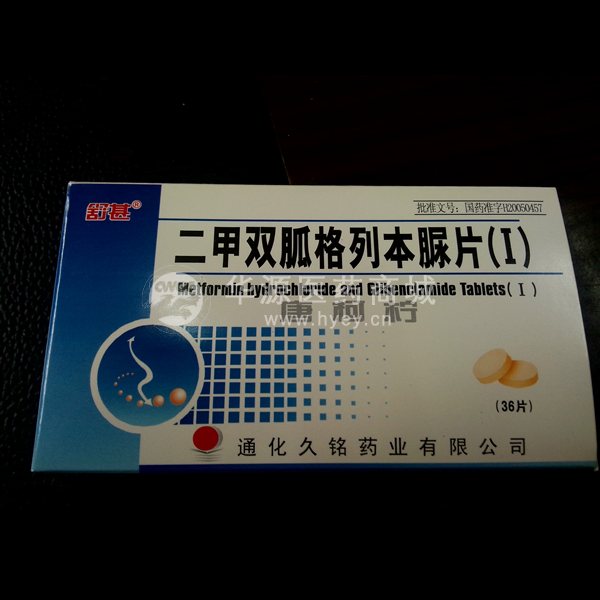 舒甚®
批准文号：国药准字H20050457
二甲双胍格列本脲片(I)
Metformin hydrochloride and Glibenclamide Tablets( I )
华源医药商城
www.hyey.cn
(36片)
通化久铭药业有限公司